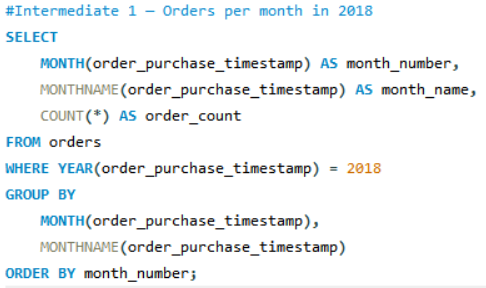 #Intermediate 1 — Orders per month in 2018
SELECT
    MONTH(order_purchase_timestamp) AS month_number,
    MONTHNAME(order_purchase_timestamp) AS month_name,
    COUNT(*) AS order_count
FROM orders
WHERE YEAR(order_purchase_timestamp) = 2018
GROUP BY
    MONTH(order_purchase_timestamp),
    MONTHNAME(order_purchase_timestamp)
ORDER BY month_number;